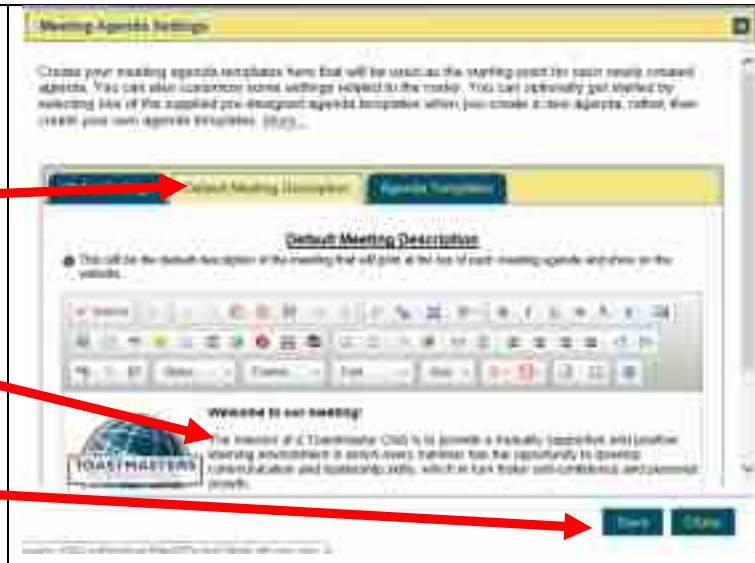 Meeting Agenda Settings
Create your meeting agenda templates here that will be used as the starting point for each newly created
agenda. You can also customize some settings related to the roles. You can optionally get started by
selecting one of the supplied pre-designed agenda templates when you create a new agenda, rather than
create your own agenda templates. More...
Default Meeting Description Agenda Templates
Default Meeting Description
This will be the default description of the meeting that will print at the top of each meeting agenda and show on the
website.
Welcome to our meeting!
The mission of a Toastmaster Club is to provide a mutually supportive and positive
learning environment in which every member has the opportunity to develop
communication and leadership skills, which in turn foster self-confidence and personal
growth.
TOASTMASTERS
Save Close